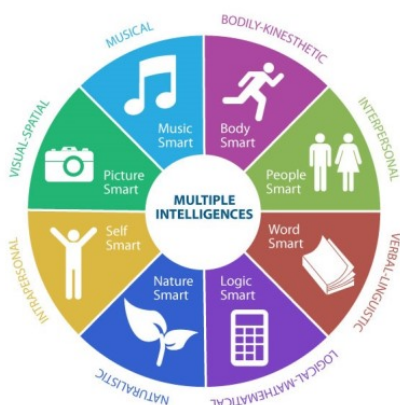 MUSICAL
BODILY-KINESTHETIC
INTERPERSONAL
VERBAL-LINGUISTIC
LOGICAL-MATHEMATICAL
NATURALISTIC
INTRAPERSONAL
VISUAL-SPATIAL
Music
Smart
Body
Smart
People
Smart
Word
Smart
Logic
Smart
Nature
Smart
Self
Smart
Picture
Smart
MULTIPLE
INTELLIGENCES